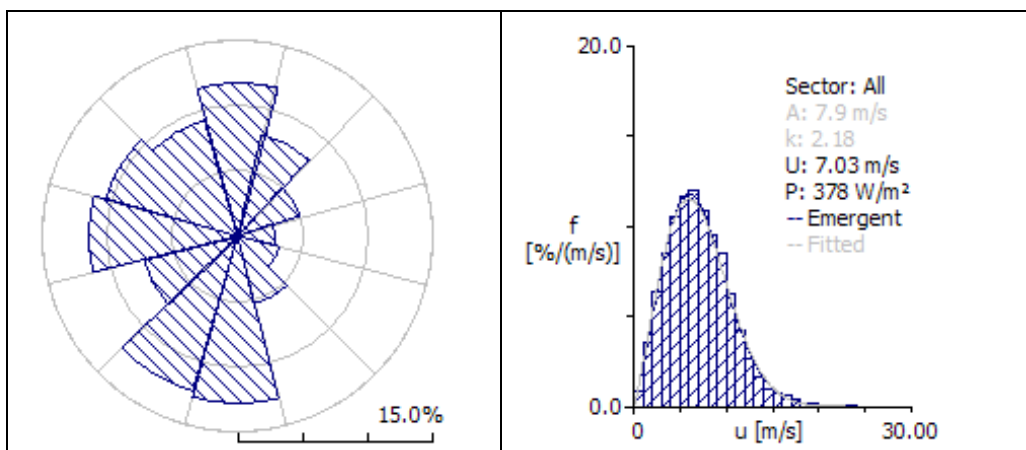 15.0%
20.0
Sector: All
A: 7.9 m/s
k: 2.18
U: 7.03 m/s
P: 378 W/m²
-- Emergent
-- Fitted
f
[%/(m/s)]
0.0
0
u [m/s]
30.00